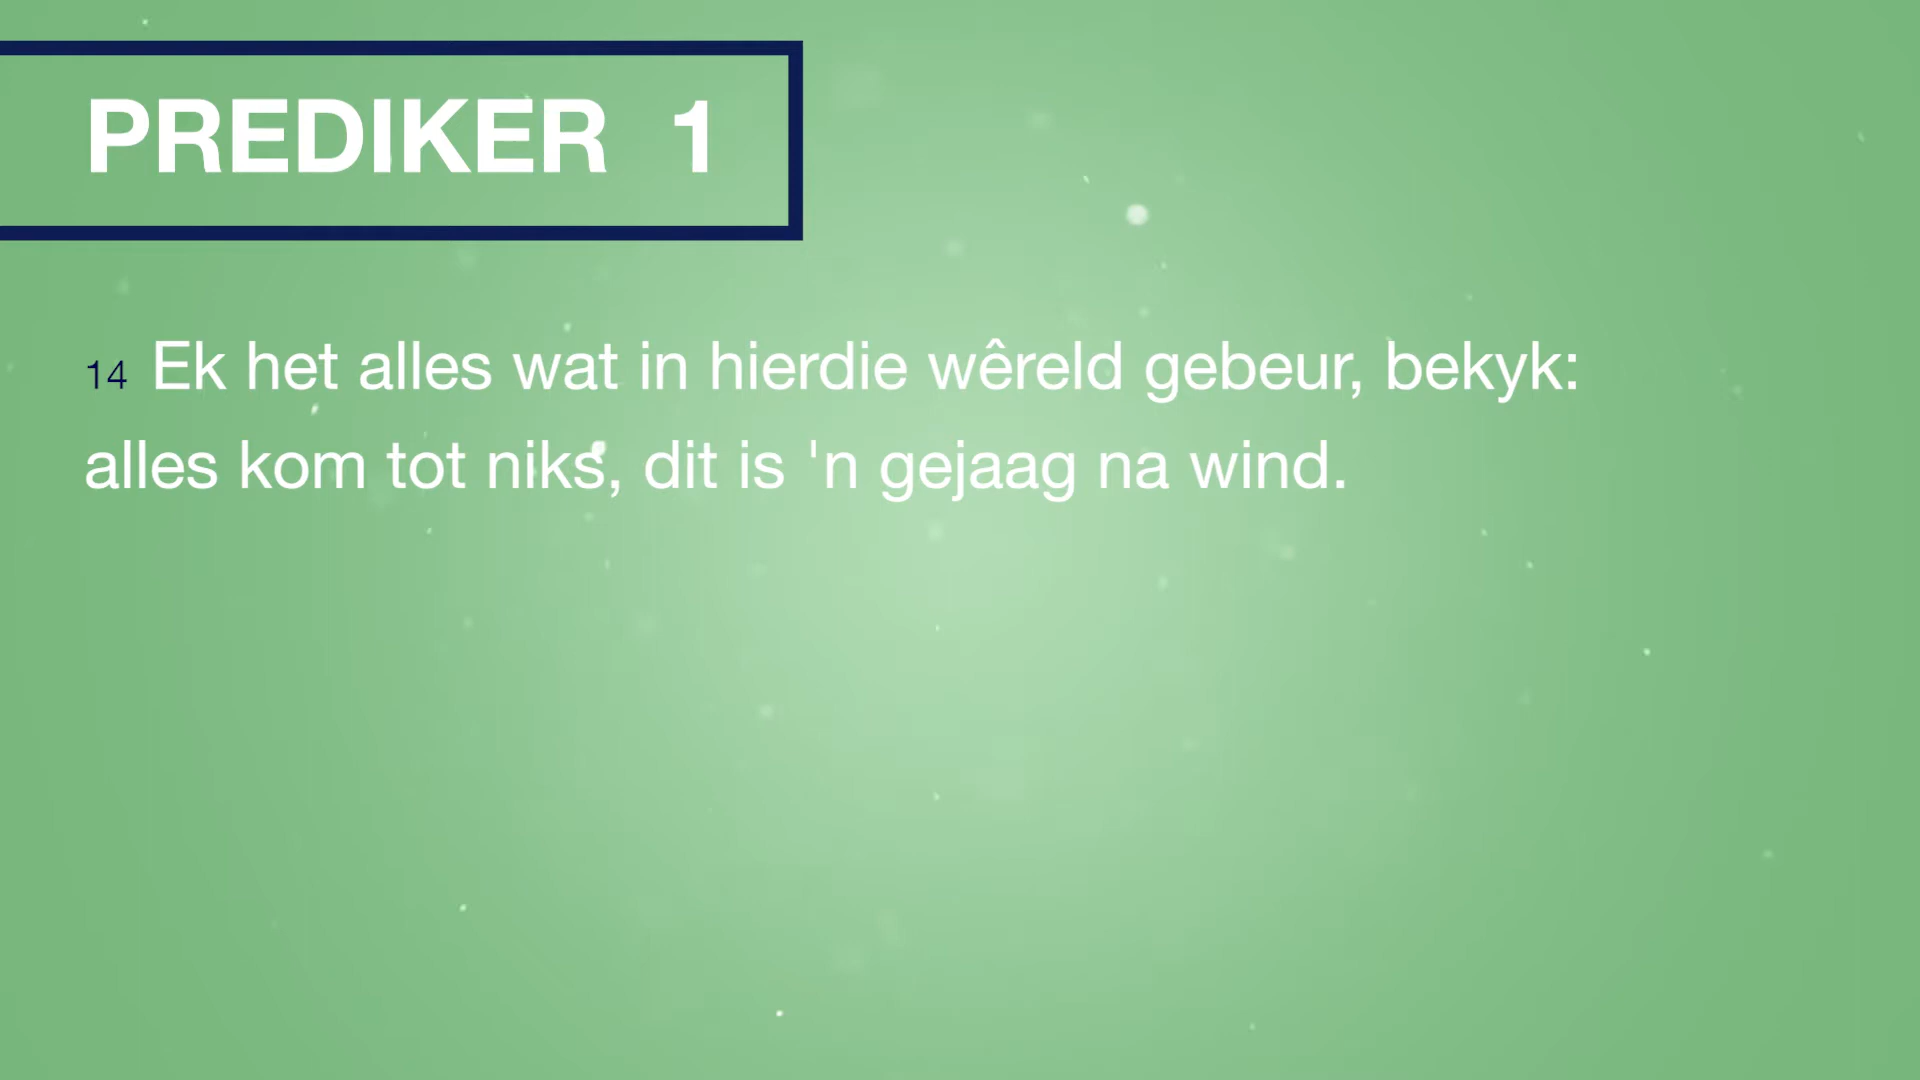 PREDIKER 1
14 Ek het alles wat in hierdie wêreld gebeur, bekyk:
alles kom tot niks, dit is 'n gejaag na wind.